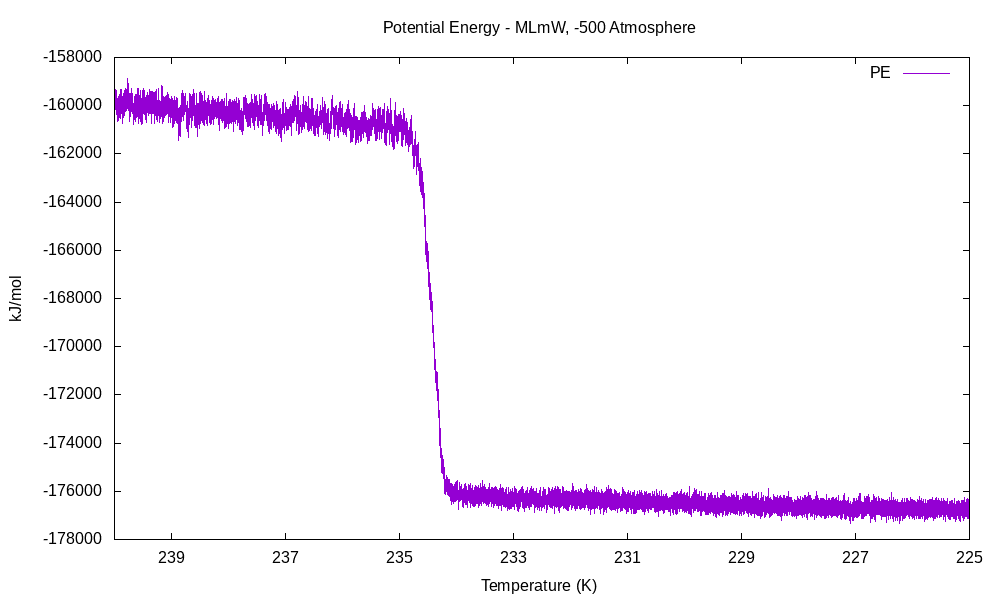 Potential Energy - MLmW, -500 Atmosphere
PE
-158000
-160000
-162000
-164000
-166000
-168000
-170000
-172000
-174000
-176000
-178000
kJ/mol
239 237 235 233 231 229 227 225
Temperature (K)